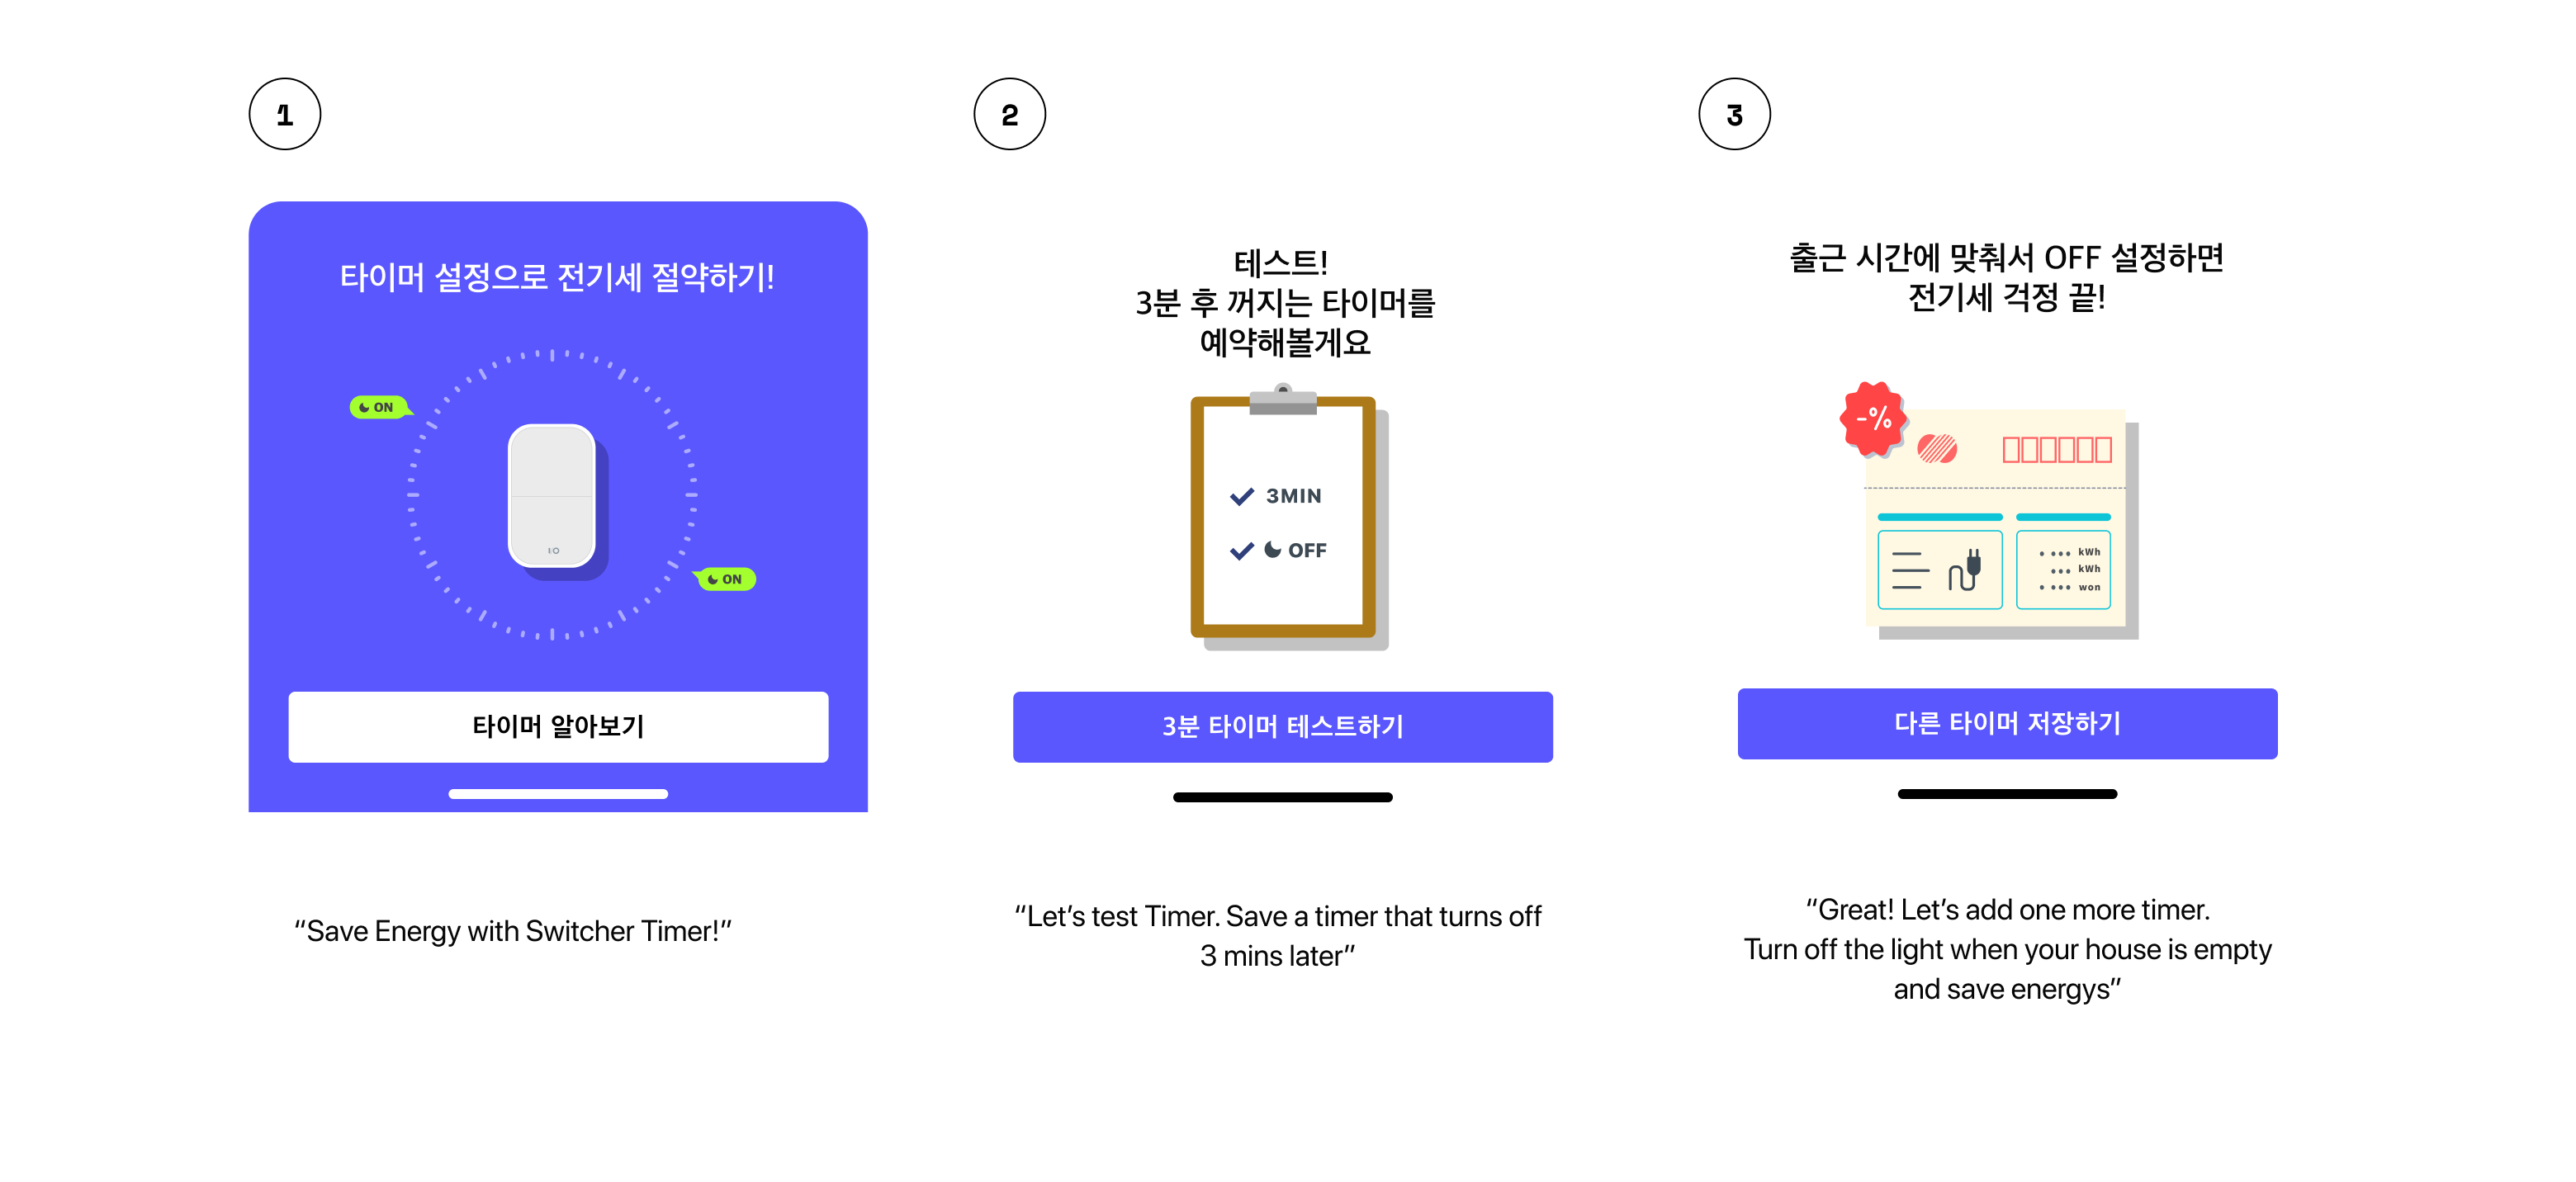 1
타이머 설정으로 전기세 절약하기!
ON
ON
IO
타이머 알아보기
“Save Energy with Switcher Timer!”
2
테스트!
3분 후 꺼지는 타이머를
예약해볼게요
3MIN
OFF
3분 타이머 테스트하기
“Let’s test Timer. Save a timer that turns off
3 mins later”
3
출근 시간에 맞춰서 OFF 설정하면
전기세 걱정 끝!
-%
kWh
kWh
won
다른 타이머 저장하기
“Great! Let’s add one more timer.
Turn off the light when your house is empty
and save energys”